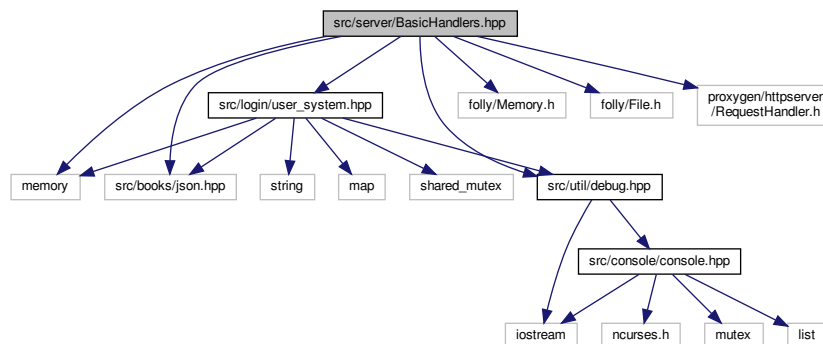 src/server/BasicHandlers.hpp
src/login/user_system.hpp
folly/Memory.h
folly/File.h
proxygen/httpserver
/RequestHandler.h
memory
src/books/json.hpp
string
map
shared_mutex
src/util/debug.hpp
src/console/console.hpp
iostream
ncurses.h
mutex
list